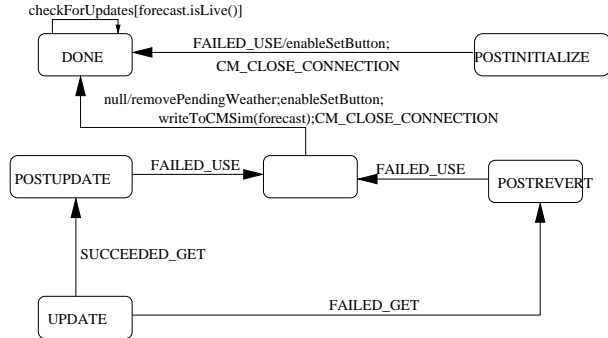 checkForUpdates[forecast.isLive()]
DONE
FAILED_USE/enableSetButton;
CM_CLOSE_CONNECTION
POSTINITIALIZE
null/removePendingWeather;enableSetButton;
writeToCMSim(forecast);CM_CLOSE_CONNECTION
POSTUPDATE
FAILED_USE
FAILED_USE
POSTREVERT
SUCCEEDED_GET
UPDATE
FAILED_GET